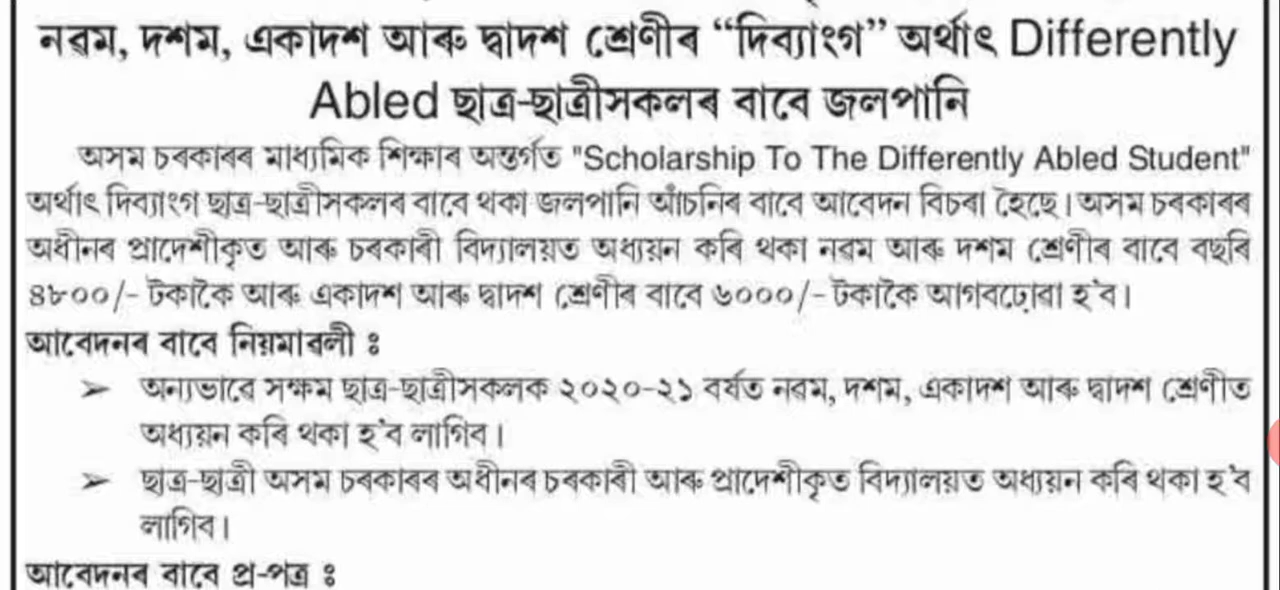 নৱম, দশম, একাদশ আৰু দ্বাদশ শ্ৰেণীৰ “দিব্যাংগ” অৰ্থাৎ Differently
Abled ছাত্ৰ-ছাত্ৰীসকলৰ বাবে জলপানি
অসম চৰকাৰৰ মাধ্যমিক শিক্ষাৰ অন্তৰ্গত "Scholarship To The Differently Abled Student"
অৰ্থাৎ দিব্যাংগ ছাত্ৰ-ছাত্ৰীসকলৰ বাবে থকা জলপানি আঁচনিৰ বাবে আবেদন বিচৰা হৈছে। অসম চৰকাৰৰ
অধীনৰ প্ৰাদেশীকৃত আৰু চৰকাৰী বিদ্যালয়ত অধ্যয়ন কৰি থকা নৱম আৰু দশম শ্ৰেণীৰ বাবে বছৰি
৪৮০০/- টকাকৈ আৰু একাদশ আৰু দ্বাদশ শ্ৰেণীৰ বাবে ৬০০০/- টকাকৈ আগবঢ়োৱা হ'ব।
আবেদনৰ বাবে নিয়মাৱলী ঃ
➢ অন্যভাবে সক্ষম ছাত্ৰ-ছাত্ৰীসকলক ২০২০-২১ বৰ্ষত নৱম, দশম, একাদশ আৰু দ্বাদশ শ্ৰেণীত
অধ্যয়ন কৰি থকা হ'ব লাগিব।
➢ ছাত্ৰ-ছাত্ৰী অসম চৰকাৰৰ অধীনৰ চৰকাৰী আৰু প্ৰাদেশীকৃত বিদ্যালয়ত অধ্যয়ন কৰি থকা হ'ব
লাগিব।
আবেদনৰ বাবে প্ৰ-পত্ৰ ঃ